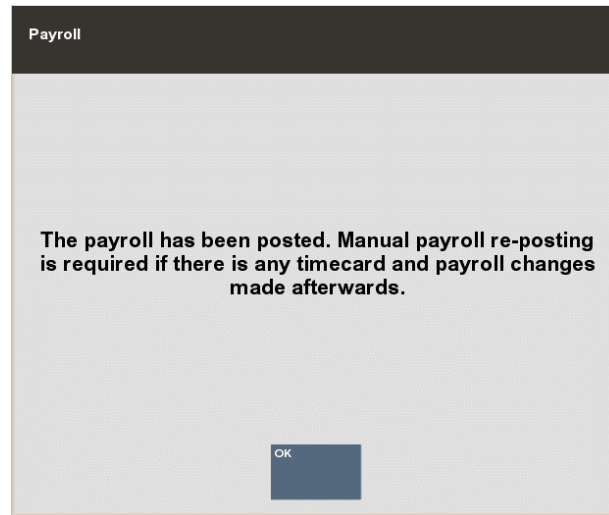 Payroll
The payroll has been posted. Manual payroll re-posting
is required if there is any timecard and payroll changes
made afterwards.
OK